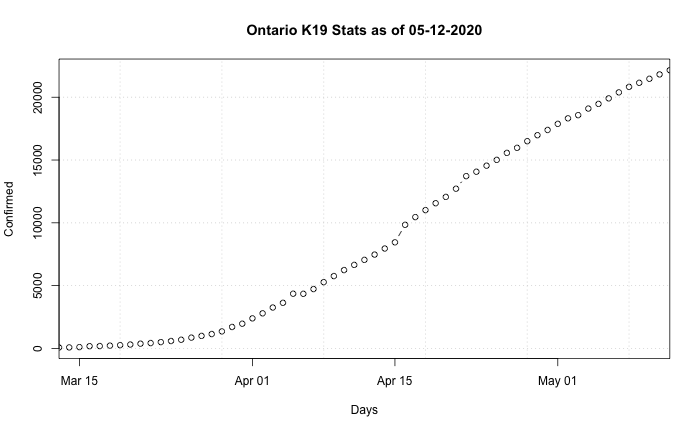 Ontario K19 Stats as of 05-12-2020
Confirmed
20000
15000
10000
5000
0
Mar 15
Apr 01
Apr 15
May 01
Days